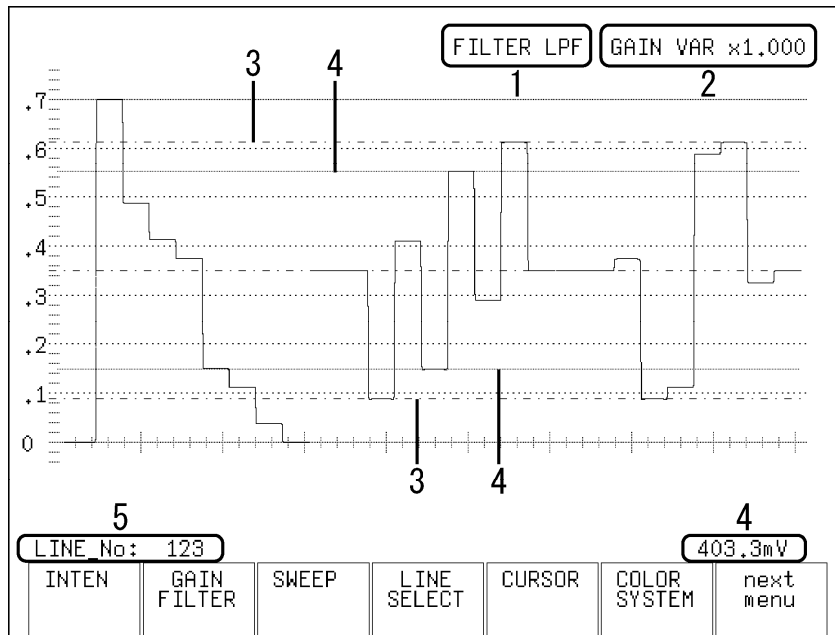 FILTER LPF
GAIN VAR x1.000
1
2
3
4
.7
.6
.5
.4
.3
.2
.1
0
3
4
5
4
LINE_No: 123
403.3mV
INTEN
GAIN
FILTER
SWEEP
LINE
SELECT
CURSOR
COLOR
SYSTEM
next
menu